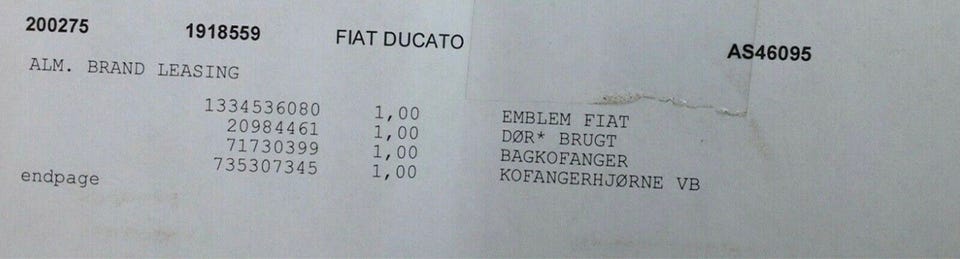 200275 1918559 FIAT DUCATO AS46095
ALM. BRAND LEASING
1334536080 1,00 EMBLEM FIAT
20984461 1,00 DØR* BRUGT
71730399 1,00 BAGKOFANGER
735307345 1,00 KOFANGERHJØRNE VB
endpage